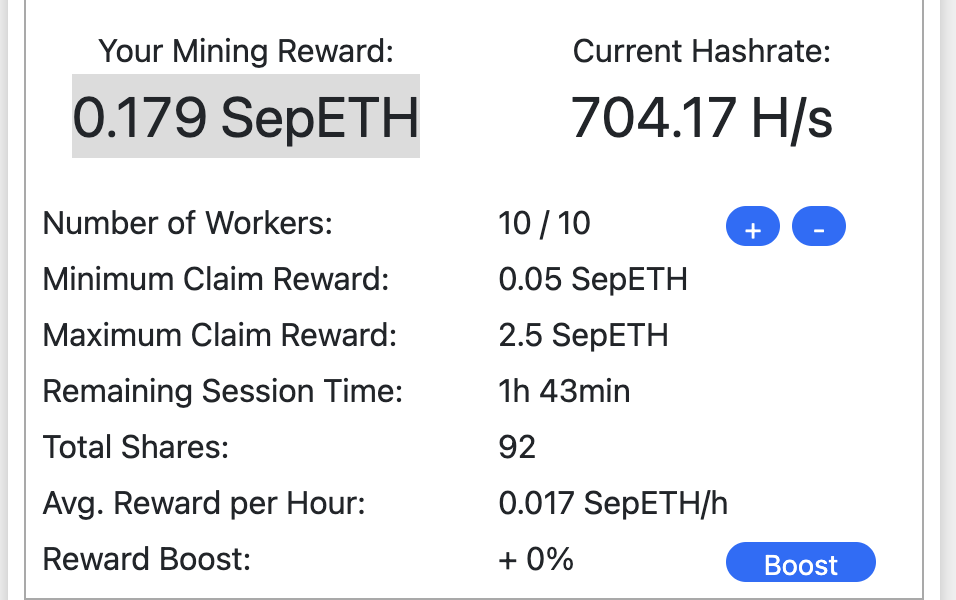 Your Mining Reward:
Current Hashrate:
0.179 SepETH
704.17 H/s
Number of Workers:
10 / 10
+
-
Minimum Claim Reward:
0.05 SepETH
Maximum Claim Reward:
2.5 SepETH
Remaining Session Time:
1h 43min
Total Shares:
92
Avg. Reward per Hour:
0.017 SepETH/h
Reward Boost:
+ 0%
Boost